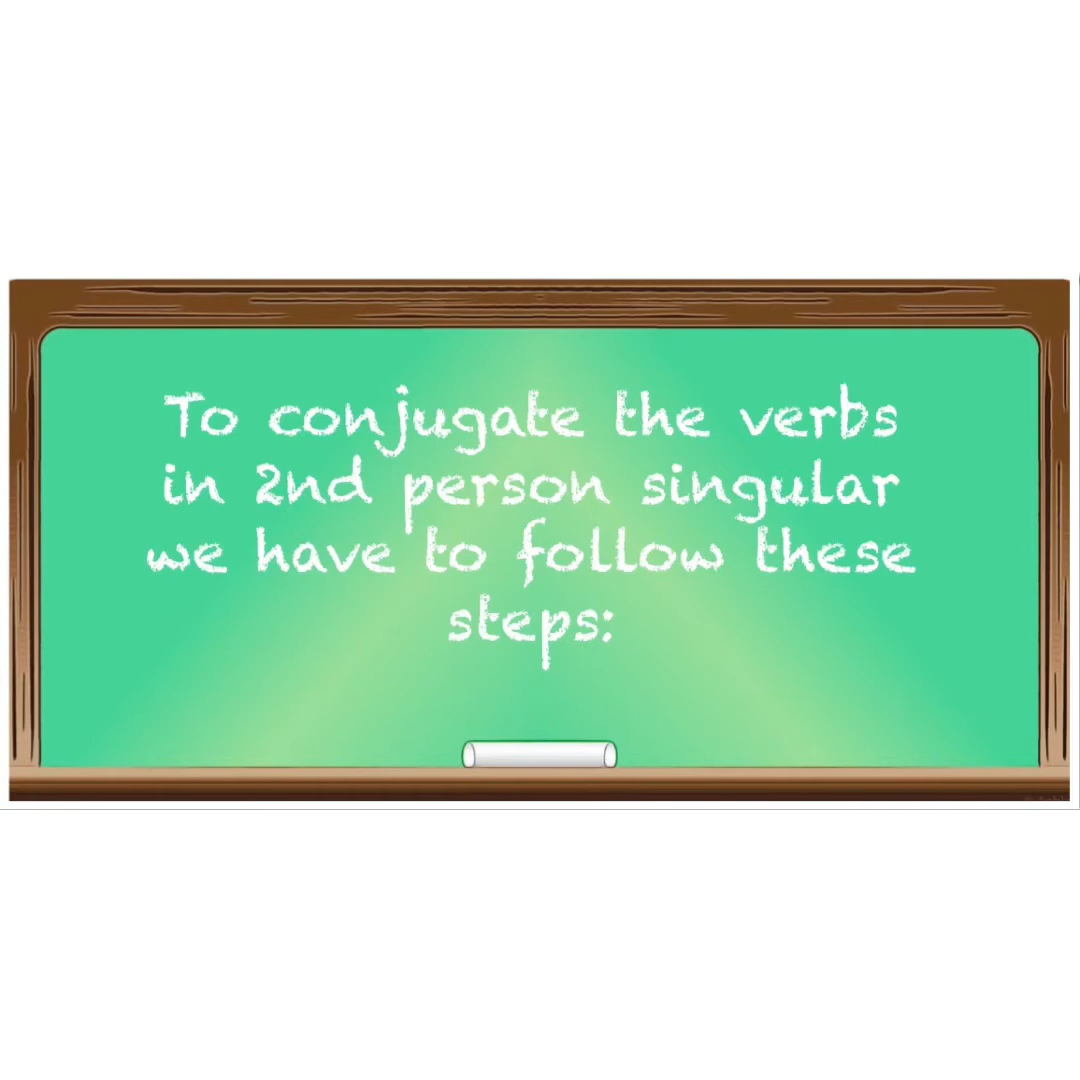 To conjugate the verbs
in 2nd person singular
we have to follow these
steps: